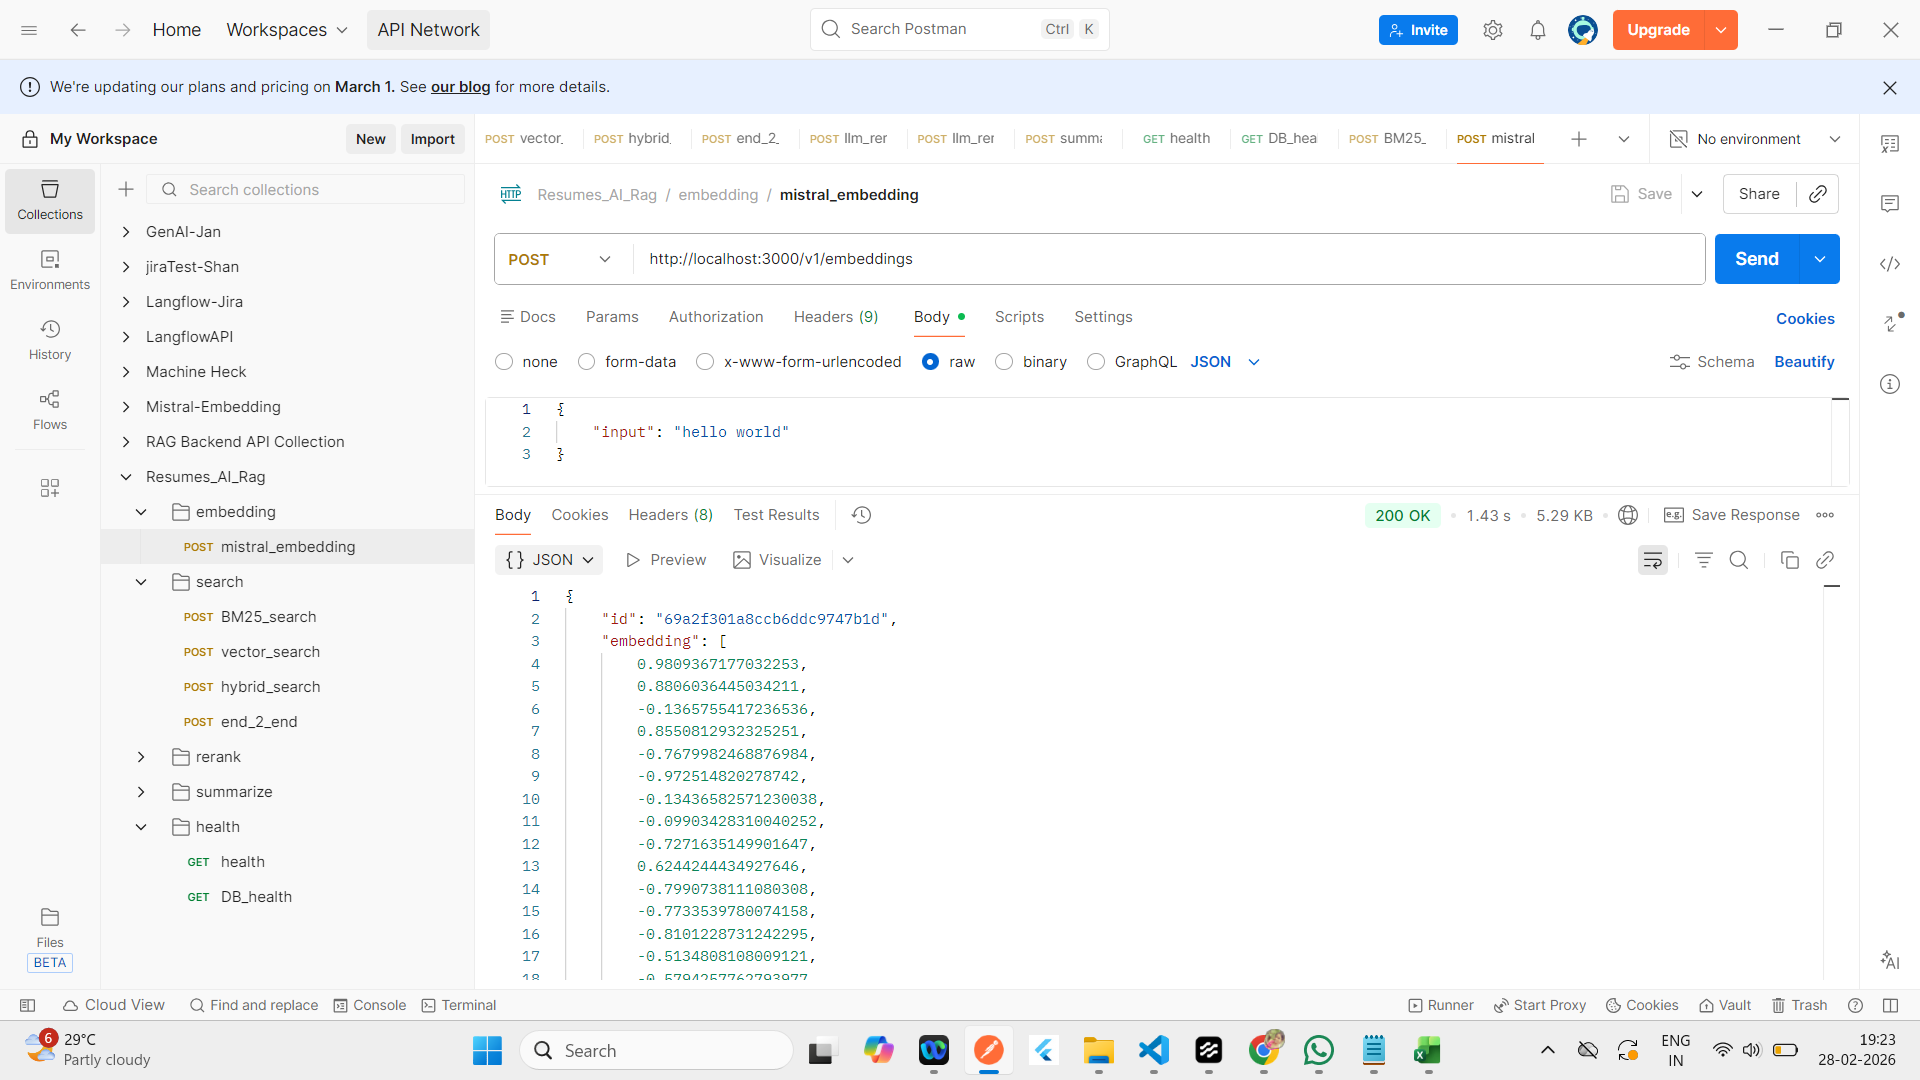 Home Workspaces API Network Search Postman Ctrl K Invite Upgrade
We're updating our plans and pricing on March 1. See our blog for more details.
My Workspace New Import
POST vector_ POST hybrid_ POST end_2_ POST llm_rer POST llm_rer POST summa GET health GET DB_hea POST BM25_ POST mistral No environment
Collections
Environments
History
Flows
Files
BETA
Search collections
GenAI-Jan
jiraTest-Shan
Langflow-Jira
LangflowAPI
Machine Heck
Mistral-Embedding
RAG Backend API Collection
Resumes_AI_Rag
embedding
POST mistral_embedding
search
POST BM25_search
POST vector_search
POST hybrid_search
POST end_2_end
rerank
summarize
health
GET health
GET DB_health
HTTP Resumes_AI_Rag / embedding / mistral_embedding Save Share
POST http://localhost:3000/v1/embeddings Send
Docs Params Authorization Headers (9) Body Scripts Settings Cookies
none form-data x-www-form-urlencoded raw binary GraphQL JSON Schema Beautify
1 {
2 "input": "hello world"
3 }
Body Cookies Headers (8) Test Results 200 OK 1.43 s 5.29 KB e.g. Save Response
{} JSON Preview Visualize
1 {
2 "id": "69a2f301a8ccb6ddc9747b1d",
3 "embedding": [
4 0.9809367177032253,
5 0.8806036445034211,
6 -0.1365755417236536,
7 0.8550812932325251,
8 -0.7679982468876984,
9 -0.972514820278742,
10 -0.13436582571230038,
11 -0.09903428310040252,
12 -0.7271635149901647,
13 0.6244244434927646,
14 -0.7990738111080308,
15 -0.7733539780074158,
16 -0.8101228731242295,
17 -0.5134808108009121,
18 -0.5794257762793977
Cloud View Find and replace Console Terminal Runner Start Proxy Cookies Vault Trash
6 29°C
Partly cloudy
Search
ENG
IN
19:23
28-02-2026